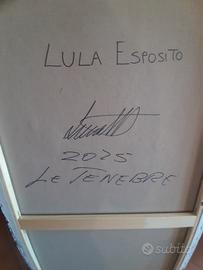 LULA ESPOSITO
2025
LE TENEBRE
subito